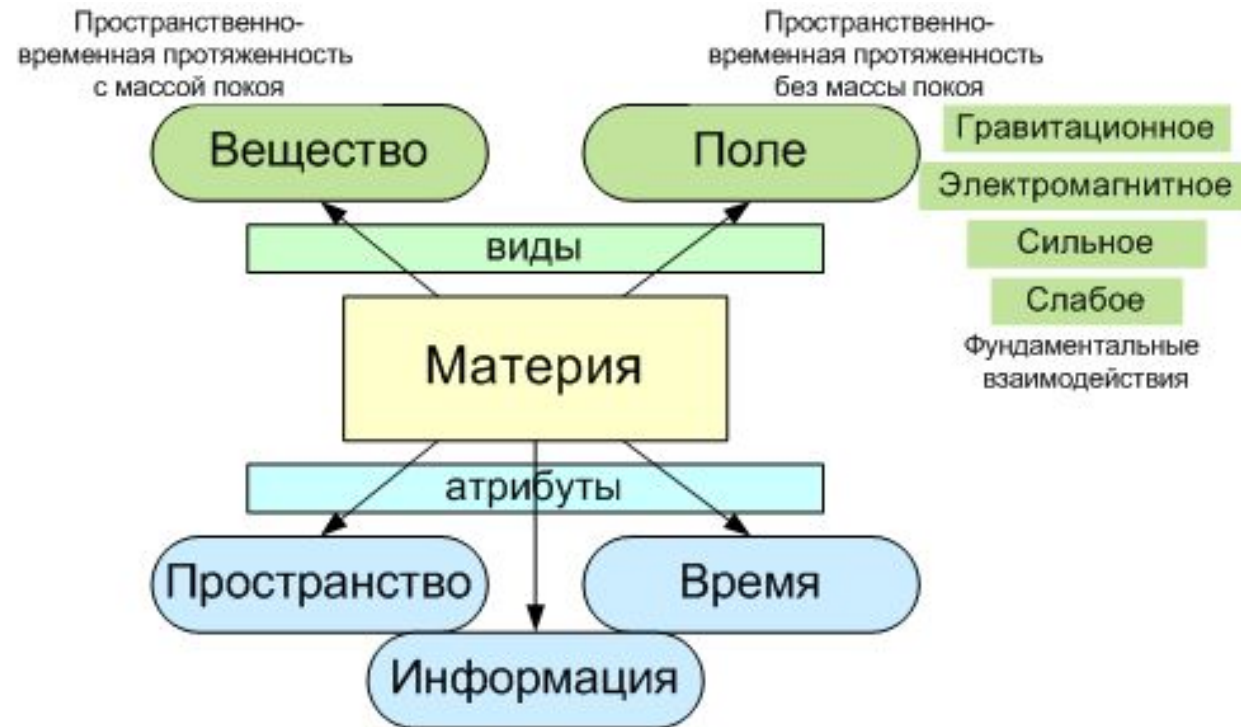 Пространственно-
временная протяженность
с массой покоя
Пространственно-
временная протяженность
без массы покоя
Вещество
Поле
Гравитационное
Электромагнитное
Сильное
Слабое
Фундаментальные
взаимодействия
виды
Материя
атрибуты
Пространство
Время
Информация